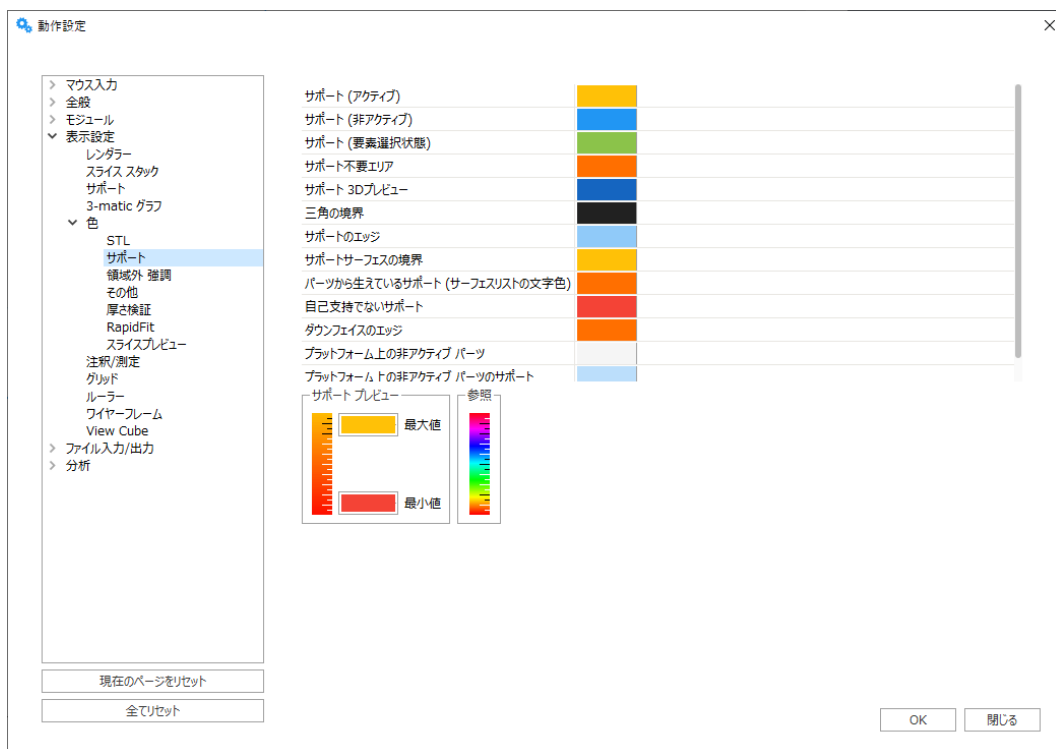 動作設定
マウス入力
全般
モジュール
表示設定
レンダラー
スライス スタック
サポート
3-matic グラフ
色
STL
サポート
領域外 強調
その他
厚さ検証
RapidFit
スライスプレビュー
注釈/測定
グリッド
ルーラー
ワイヤーフレーム
View Cube
ファイル入力/出力
分析
現在のページをリセット
全てリセット
サポート (アクティブ)
サポート (非アクティブ)
サポート (要素選択状態)
サポート不要エリア
サポート 3Dプレビュー
三角の境界
サポートのエッジ
サポートサーフェスの境界
パーツから生えているサポート (サーフェスリストの文字色)
自己支持でないサポート
ダウンフェイスのエッジ
プラットフォーム上の非アクティブ パーツ
プラットフォーム上の非アクティブ パーツのサポート
サポート プレビュー
最大値
最小値
参照
OK
閉じる